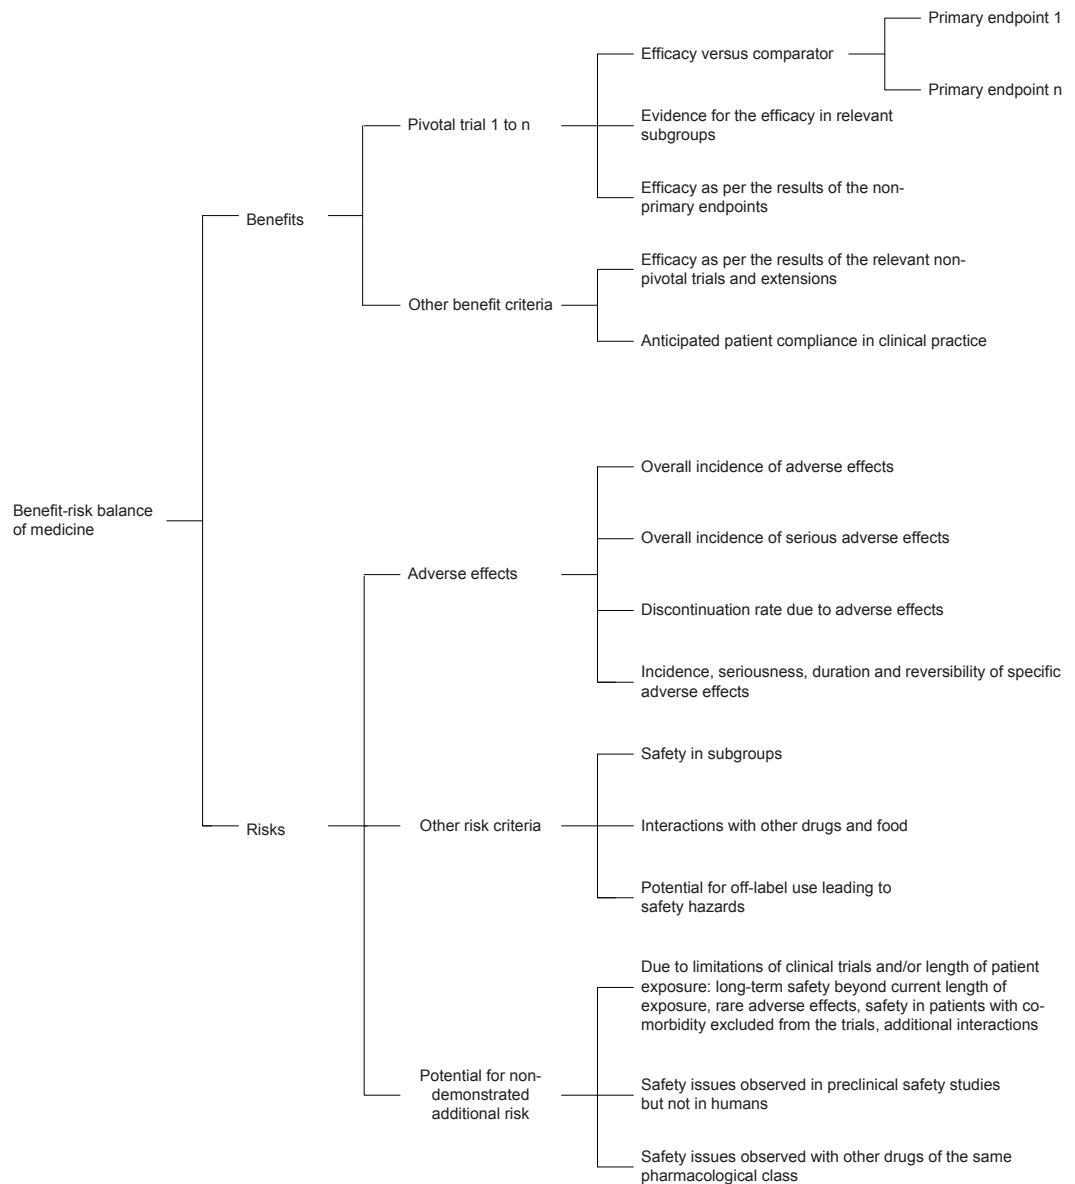 Primary endpoint 1
Efficacy versus comparator
Primary endpoint n
Pivotal trial 1 to n
Evidence for the efficacy in relevant
subgroups
Efficacy as per the results of the non-
primary endpoints
Benefits
Efficacy as per the results of the relevant non-
pivotal trials and extensions
Other benefit criteria
Anticipated patient compliance in clinical practice
Benefit-risk balance
of medicine
Overall incidence of adverse effects
Overall incidence of serious adverse effects
Adverse effects
Discontinuation rate due to adverse effects
Incidence, seriousness, duration and reversibility of specific
adverse effects
Risks
Safety in subgroups
Other risk criteria
Interactions with other drugs and food
Potential for off-label use leading to
safety hazards
Due to limitations of clinical trials and/or length of patient
exposure: long-term safety beyond current length of
exposure, rare adverse effects, safety in patients with co-
morbidity excluded from the trials, additional interactions
Potential for non-
demonstrated
additional risk
Safety issues observed in preclinical safety studies
but not in humans
Safety issues observed with other drugs of the same
pharmacological class